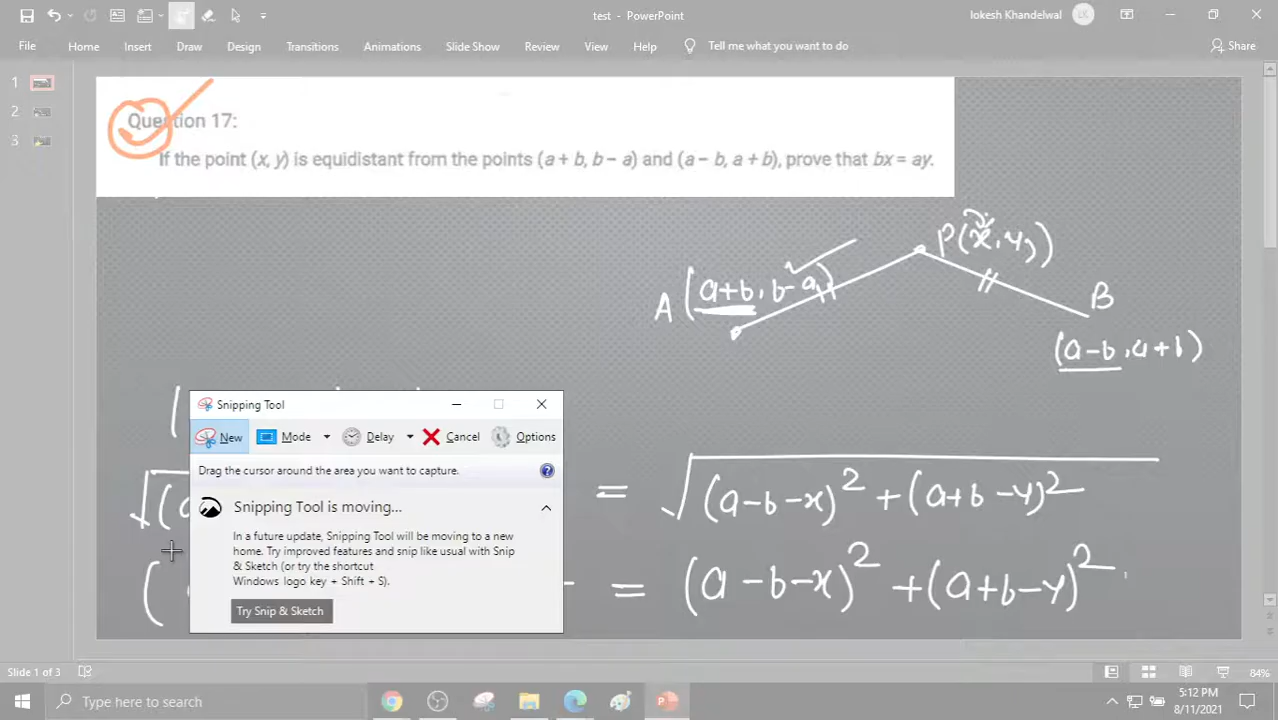 test - PowerPoint
lokesh Khandelwal
LK
File Home Insert Draw Design Transitions Animations Slide Show Review View Help Tell me what you want to do Share
1
2
3
Question 17:
If the point (x, y) is equidistant from the points (a + b, b − a) and (a − b, a + b), prove that bx = ay.
P(x, y)
A (a+b, b-a)
B
(a-b, a+b)
Snipping Tool
New Mode Delay Cancel Options
Drag the cursor around the area you want to capture.
Snipping Tool is moving...
In a future update, Snipping Tool will be moving to a new
home. Try improved features and snip like usual with Snip
& Sketch (or try the shortcut
Windows logo key + Shift + S).
Try Snip & Sketch
= √(a-b-x)² + (a+b-y)²
= (a-b-x)² + (a+b-y)²
Slide 1 of 3
84%
Type here to search
5:12 PM
8/11/2021